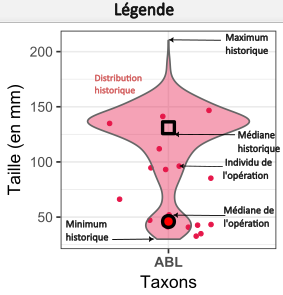 Légende
Maximum
historique
200
Distribution
historique
150
Médiane
historique
100
Individu de
l'opération
Médiane de
l'opération
50
Minimum
historique
Taille (en mm)
ABL
Taxons